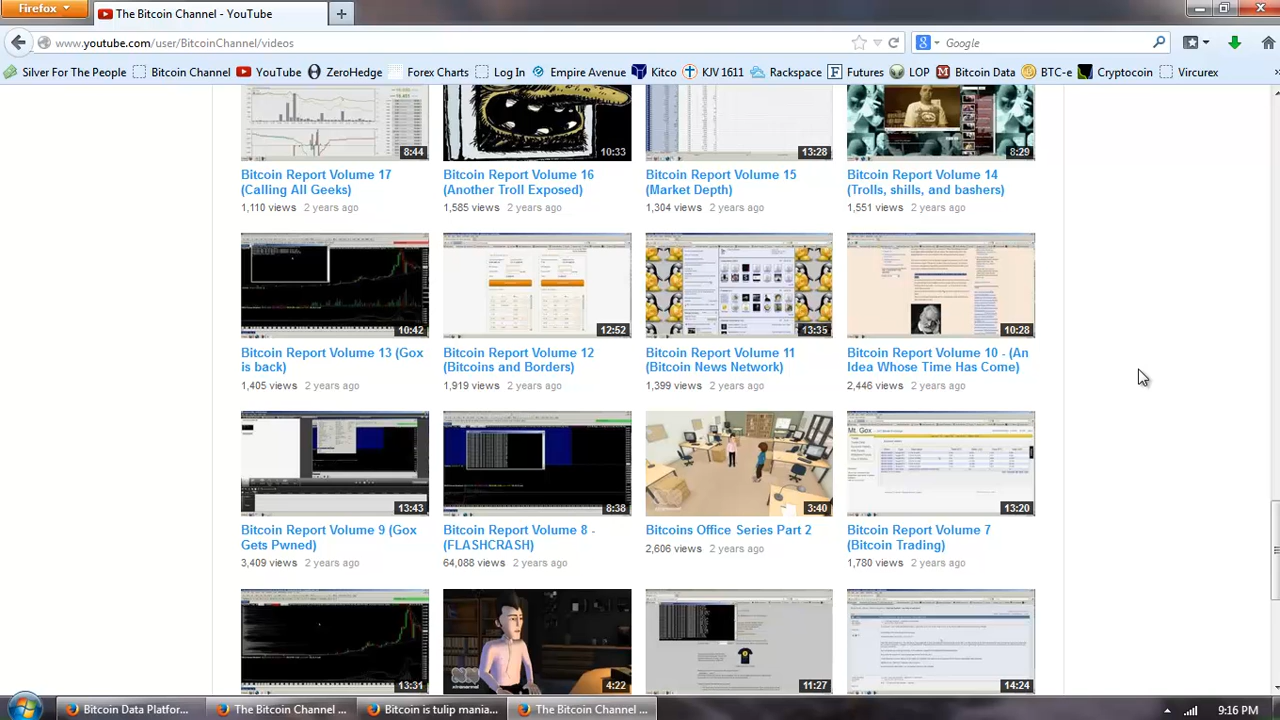 Firefox
The Bitcoin Channel - YouTube
www.youtube.com/user/BitcoinChannel/videos
Google
Silver For The People Bitcoin Channel YouTube ZeroHedge Forex Charts Log In Empire Avenue Kitco KJV 1611 Rackspace Futures LOP Bitcoin Data BTC-e Cryptocoin Vircurex
8:44 10:33 13:28 8:29
Bitcoin Report Volume 17
(Calling All Geeks)
1,110 views 2 years ago
Bitcoin Report Volume 16
(Another Troll Exposed)
1,585 views 2 years ago
Bitcoin Report Volume 15
(Market Depth)
1,304 views 2 years ago
Bitcoin Report Volume 14
(Trolls, shills, and bashers)
1,551 views 2 years ago
10:42 12:52 13:35 10:28
Bitcoin Report Volume 13 (Gox
is back)
1,405 views 2 years ago
Bitcoin Report Volume 12
(Bitcoins and Borders)
1,919 views 2 years ago
Bitcoin Report Volume 11
(Bitcoin News Network)
1,399 views 2 years ago
Bitcoin Report Volume 10 - (An
Idea Whose Time Has Come)
2,446 views 2 years ago
Mt. Gox
13:43 8:38 3:40 13:20
Bitcoin Report Volume 9 (Gox
Gets Pwned)
3,409 views 2 years ago
Bitcoin Report Volume 8 -
(FLASHCRASH)
64,088 views 2 years ago
Bitcoins Office Series Part 2
2,606 views 2 years ago
Bitcoin Report Volume 7
(Bitcoin Trading)
1,780 views 2 years ago
13:31 4:29 11:27 14:24
Bitcoin Data Platfor...
The Bitcoin Channel ...
Bitcoin is tulip mania...
The Bitcoin Channel ...
9:16 PM